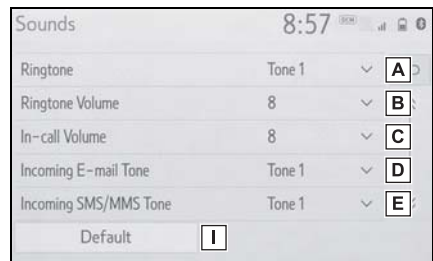 Sounds 8:57 DCM
Ringtone Tone 1 A
Ringtone Volume 8 B
In-call Volume 8 C
Incoming E-mail Tone Tone 1 D
Incoming SMS/MMS Tone Tone 1 E
Default I